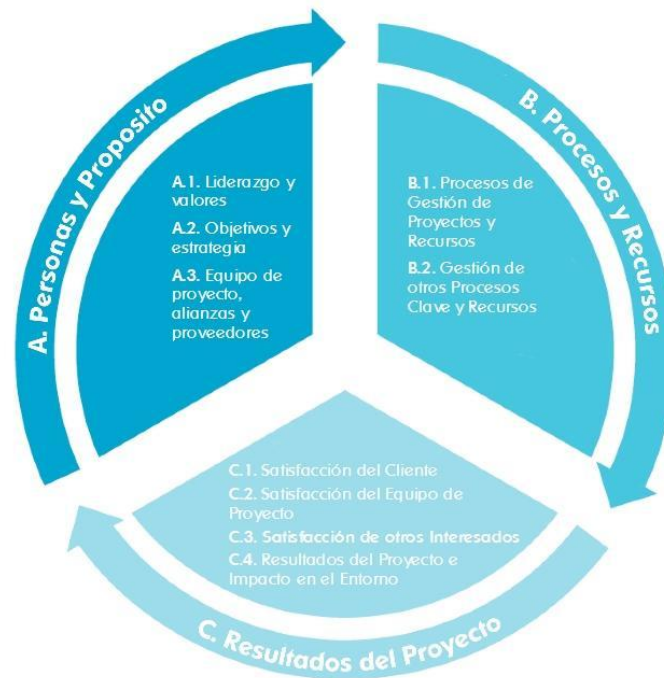 A. Personas y Proposito
A.1. Liderazgo y
valores
A.2. Objetivos y
estrategia
A.3. Equipo de
proyecto,
alianzas y
proveedores
B. Procesos y Recursos
B.1. Procesos de
Gestión de
Proyectos y
Recursos
B.2. Gestión de
otros Procesos
Clave y Recursos
C.1. Satisfacción del Cliente
C.2. Satisfacción del Equipo de
Proyecto
C.3. Satisfacción de otros Interesados
C.4. Resultados del Proyecto e
Impacto en el Entorno
C. Resultados del Proyecto